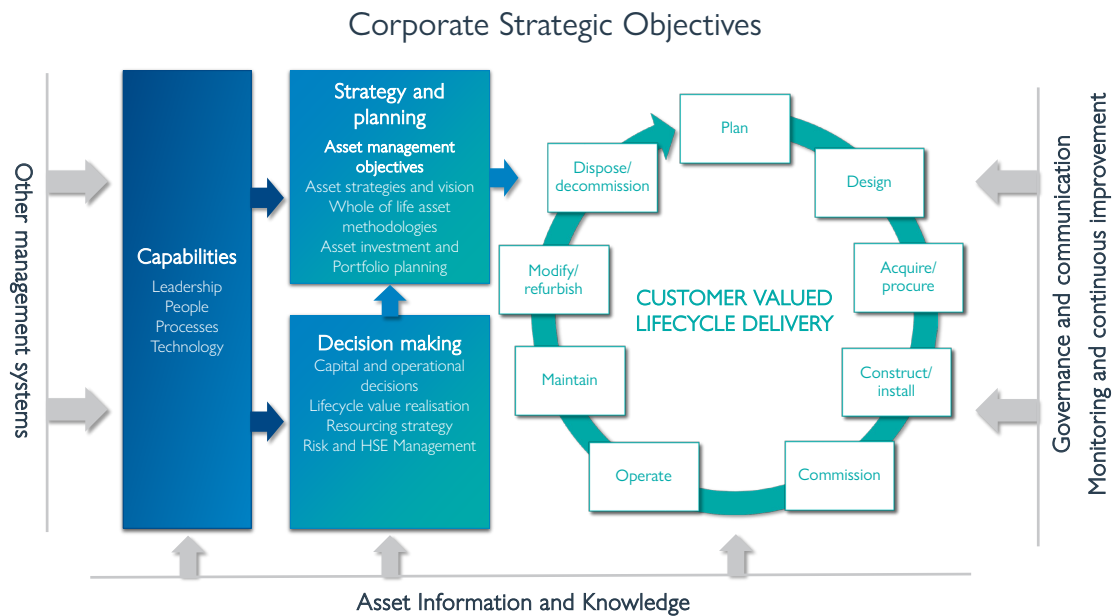 Corporate Strategic Objectives
Other management systems
Capabilities
Leadership
People
Processes
Technology
Strategy and
planning
Asset management
objectives
Asset strategies and vision
Whole of life asset
methodologies
Asset investment and
Portfolio planning
Decision making
Capital and operational
decisions
Lifecycle value realisation
Resourcing strategy
Risk and HSE Management
CUSTOMER VALUED
LIFECYCLE DELIVERY
Plan
Design
Acquire/
procure
Construct/
install
Commission
Operate
Maintain
Modify/
refurbish
Dispose/
decommission
Governance and communication
Monitoring and continuous improvement
Asset Information and Knowledge